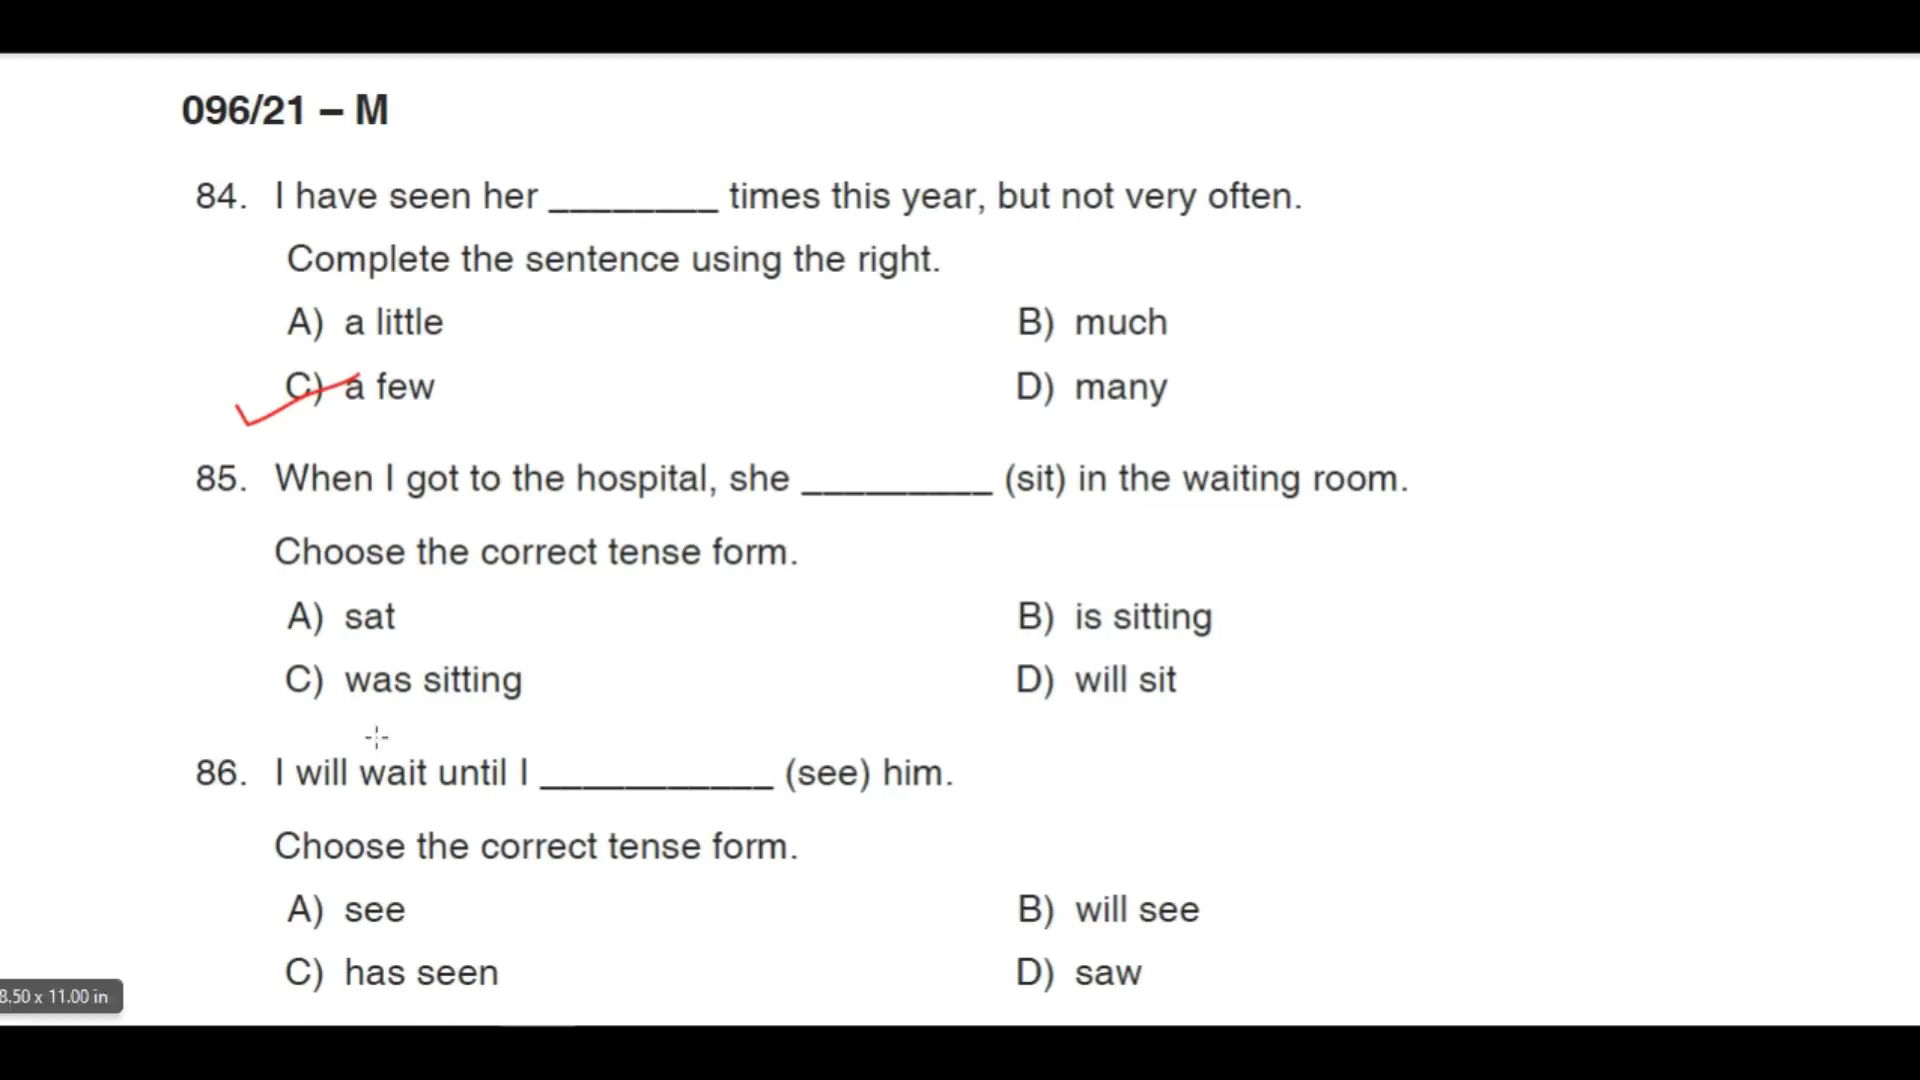 096/21 – M
84. I have seen her ________ times this year, but not very often.
Complete the sentence using the right.
A) a little B) much
C) a few D) many
85. When I got to the hospital, she _________ (sit) in the waiting room.
Choose the correct tense form.
A) sat B) is sitting
C) was sitting D) will sit
86. I will wait until I ___________ (see) him.
Choose the correct tense form.
A) see B) will see
C) has seen D) saw
8.50 x 11.00 in